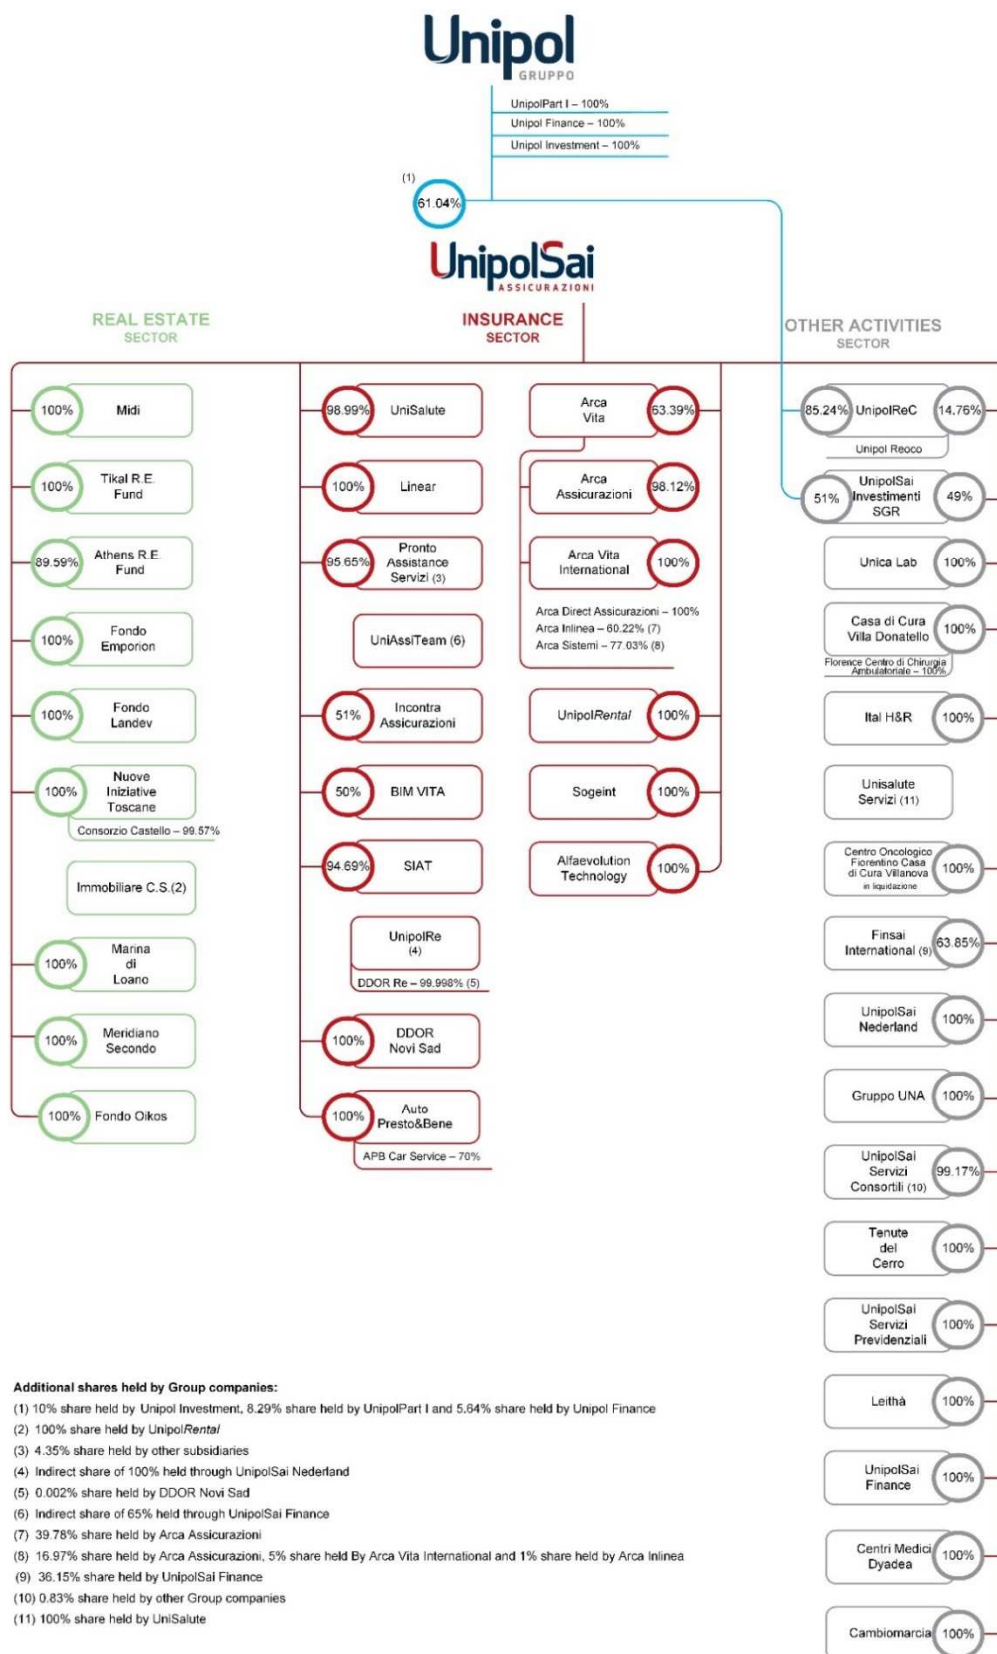 Unipol
GRUPPO
UnipolPart I – 100%
Unipol Finance – 100%
Unipol Investment – 100%
(1)
61.04%
UnipolSai
ASSICURAZIONI
REAL ESTATE
SECTOR
100%
Midi
100%
Tikal R.E.
Fund
89.59%
Athens R.E.
Fund
100%
Fondo
Emporion
100%
Fondo
Landev
100%
Nuove
Iniziative
Toscane
Consorzio Castello – 99.57%
Immobiliare C.S.(2)
100%
Marina
di
Loano
100%
Meridiano
Secondo
100%
Fondo Oikos
INSURANCE
SECTOR
98.99%
UniSalute
100%
Linear
95.65%
Pronto
Assistance
Servizi (3)
UniAssiTeam (6)
51%
Incontra
Assicurazioni
50%
BIM VITA
94.69%
SIAT
UnipolRe
(4)
DDOR Re – 99.998% (5)
100%
DDOR
Novi Sad
100%
Auto
Presto&Bene
APB Car Service – 70%
Arca
Vita
63.39%
Arca
Assicurazioni
98.12%
Arca Vita
International
100%
Arca Direct Assicurazioni – 100%
Arca Inlinea – 60.22% (7)
Arca Sistemi – 77.03% (8)
UnipolRental
100%
Sogeint
100%
Alfaevolution
Technology
100%
OTHER ACTIVITIES
SECTOR
85.24%
UnipolReC
14.76%
Unipol Reoco
51%
UnipolSai
Investimenti
SGR
49%
Unica Lab
100%
Casa di Cura
Villa Donatello
100%
Florence Centro di Chirurgia
Ambulatoriale – 100%
Ital H&R
100%
Unisalute
Servizi (11)
Centro Oncologico
Fiorentino Casa
di Cura Villanova
in liquidazione
100%
Finsai
International (9)
63.85%
UnipolSai
Nederland
100%
Gruppo UNA
100%
UnipolSai
Servizi
Consortili (10)
99.17%
Tenute
del
Cerro
100%
UnipolSai
Servizi
Previdenziali
100%
Leithà
100%
UnipolSai
Finance
100%
Centri Medici
Dyadea
100%
Cambiomarcia
100%
Additional shares held by Group companies:
(1) 10% share held by Unipol Investment, 8.29% share held by UnipolPart I and 5.64% share held by Unipol Finance
(2) 100% share held by UnipolRental
(3) 4.35% share held by other subsidiaries
(4) Indirect share of 100% held through UnipolSai Nederland
(5) 0.002% share held by DDOR Novi Sad
(6) Indirect share of 65% held through UnipolSai Finance
(7) 39.78% share held by Arca Assicurazioni
(8) 16.97% share held by Arca Assicurazioni, 5% share held By Arca Vita International and 1% share held by Arca Inlinea
(9) 36.15% share held by UnipolSai Finance
(10) 0.83% share held by other Group companies
(11) 100% share held by UniSalute